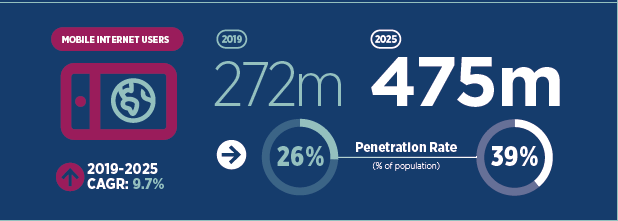 MOBILE INTERNET USERS
2019
272m
2025
475m
26%
Penetration Rate
(% of population)
39%
2019-2025
CAGR: 9.7%